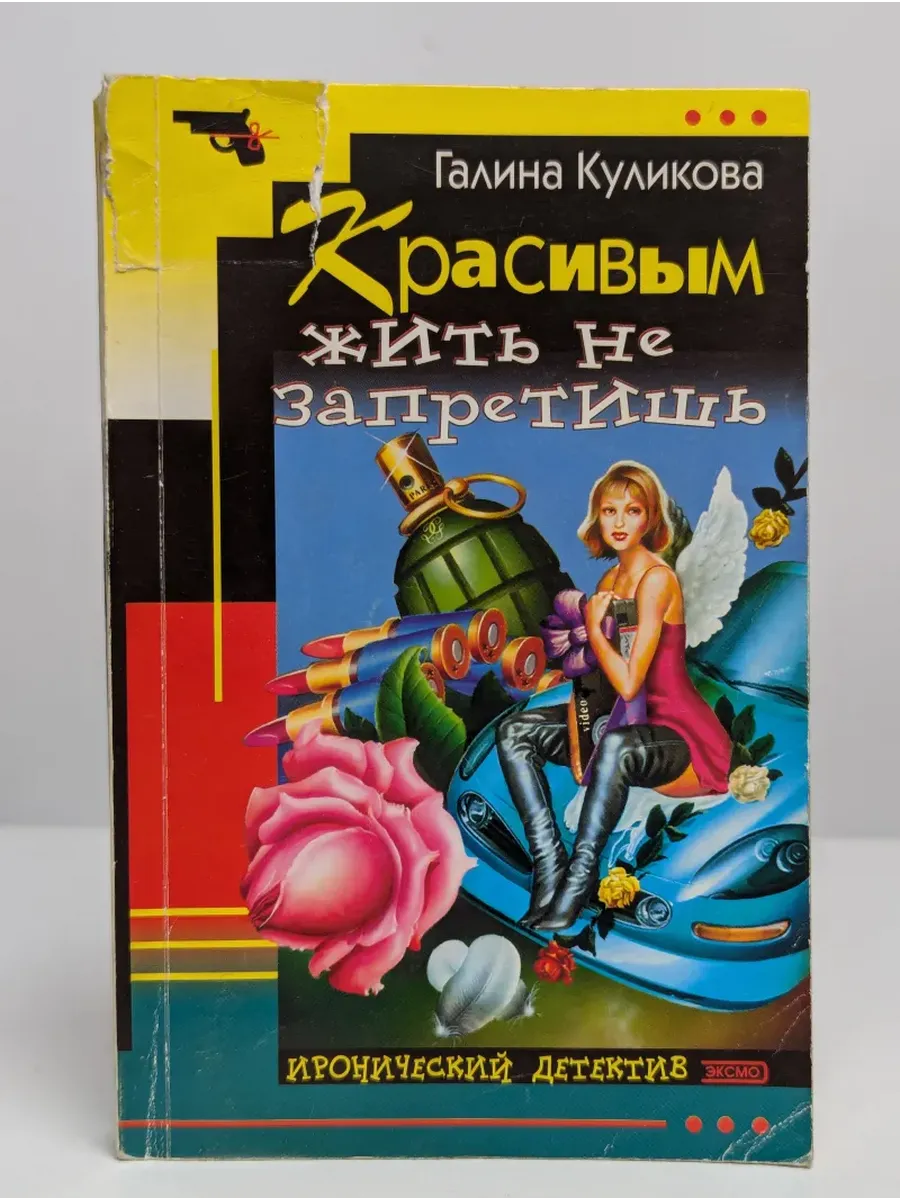 Галина Куликова
Красивым
жить не
запретишь
PARIS
video
ИРОНИЧЕСКИЙ ДЕТЕКТИВ
ЭКСМО